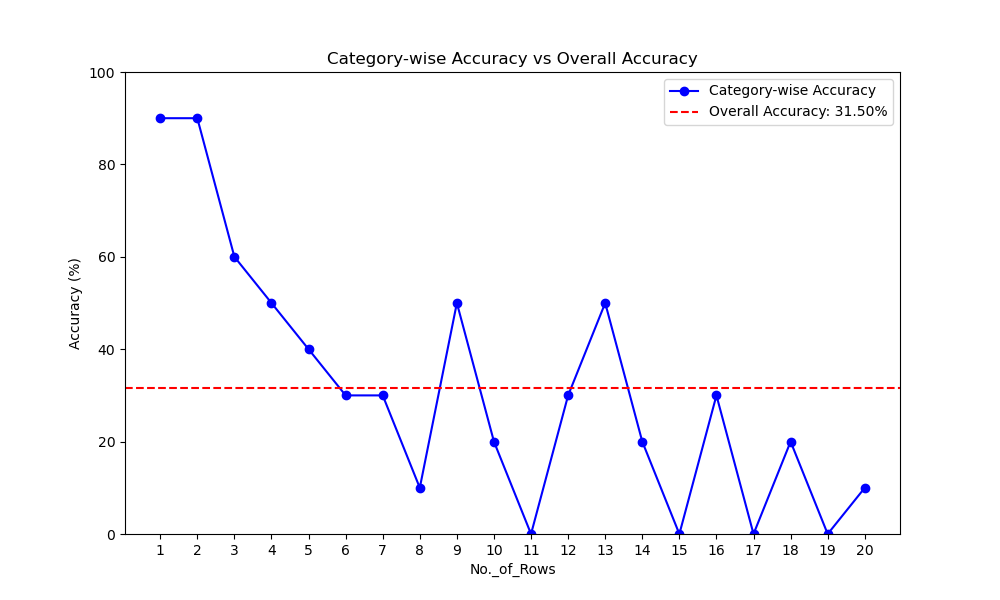 Category-wise Accuracy vs Overall Accuracy
Category-wise Accuracy
Overall Accuracy: 31.50%
Accuracy (%)
100
80
60
40
20
0
1 2 3 4 5 6 7 8 9 10 11 12 13 14 15 16 17 18 19 20
No._of_Rows